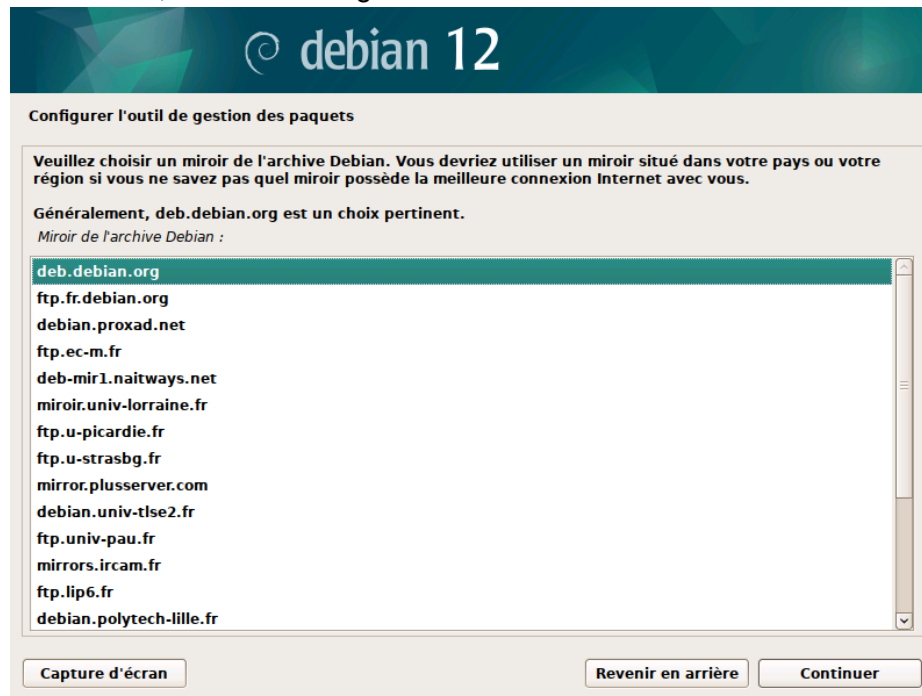 debian 12
Configurer l'outil de gestion des paquets
Veuillez choisir un miroir de l'archive Debian. Vous devriez utiliser un miroir situé dans votre pays ou votre
région si vous ne savez pas quel miroir possède la meilleure connexion Internet avec vous.
Généralement, deb.debian.org est un choix pertinent.
Miroir de l'archive Debian :
deb.debian.org
ftp.fr.debian.org
debian.proxad.net
ftp.ec-m.fr
deb-mir1.naitways.net
miroir.univ-lorraine.fr
ftp.u-picardie.fr
ftp.u-strasbg.fr
mirror.plusserver.com
debian.univ-tlse2.fr
ftp.univ-pau.fr
mirrors.ircam.fr
ftp.lip6.fr
debian.polytech-lille.fr
Capture d'écran
Revenir en arrière
Continuer